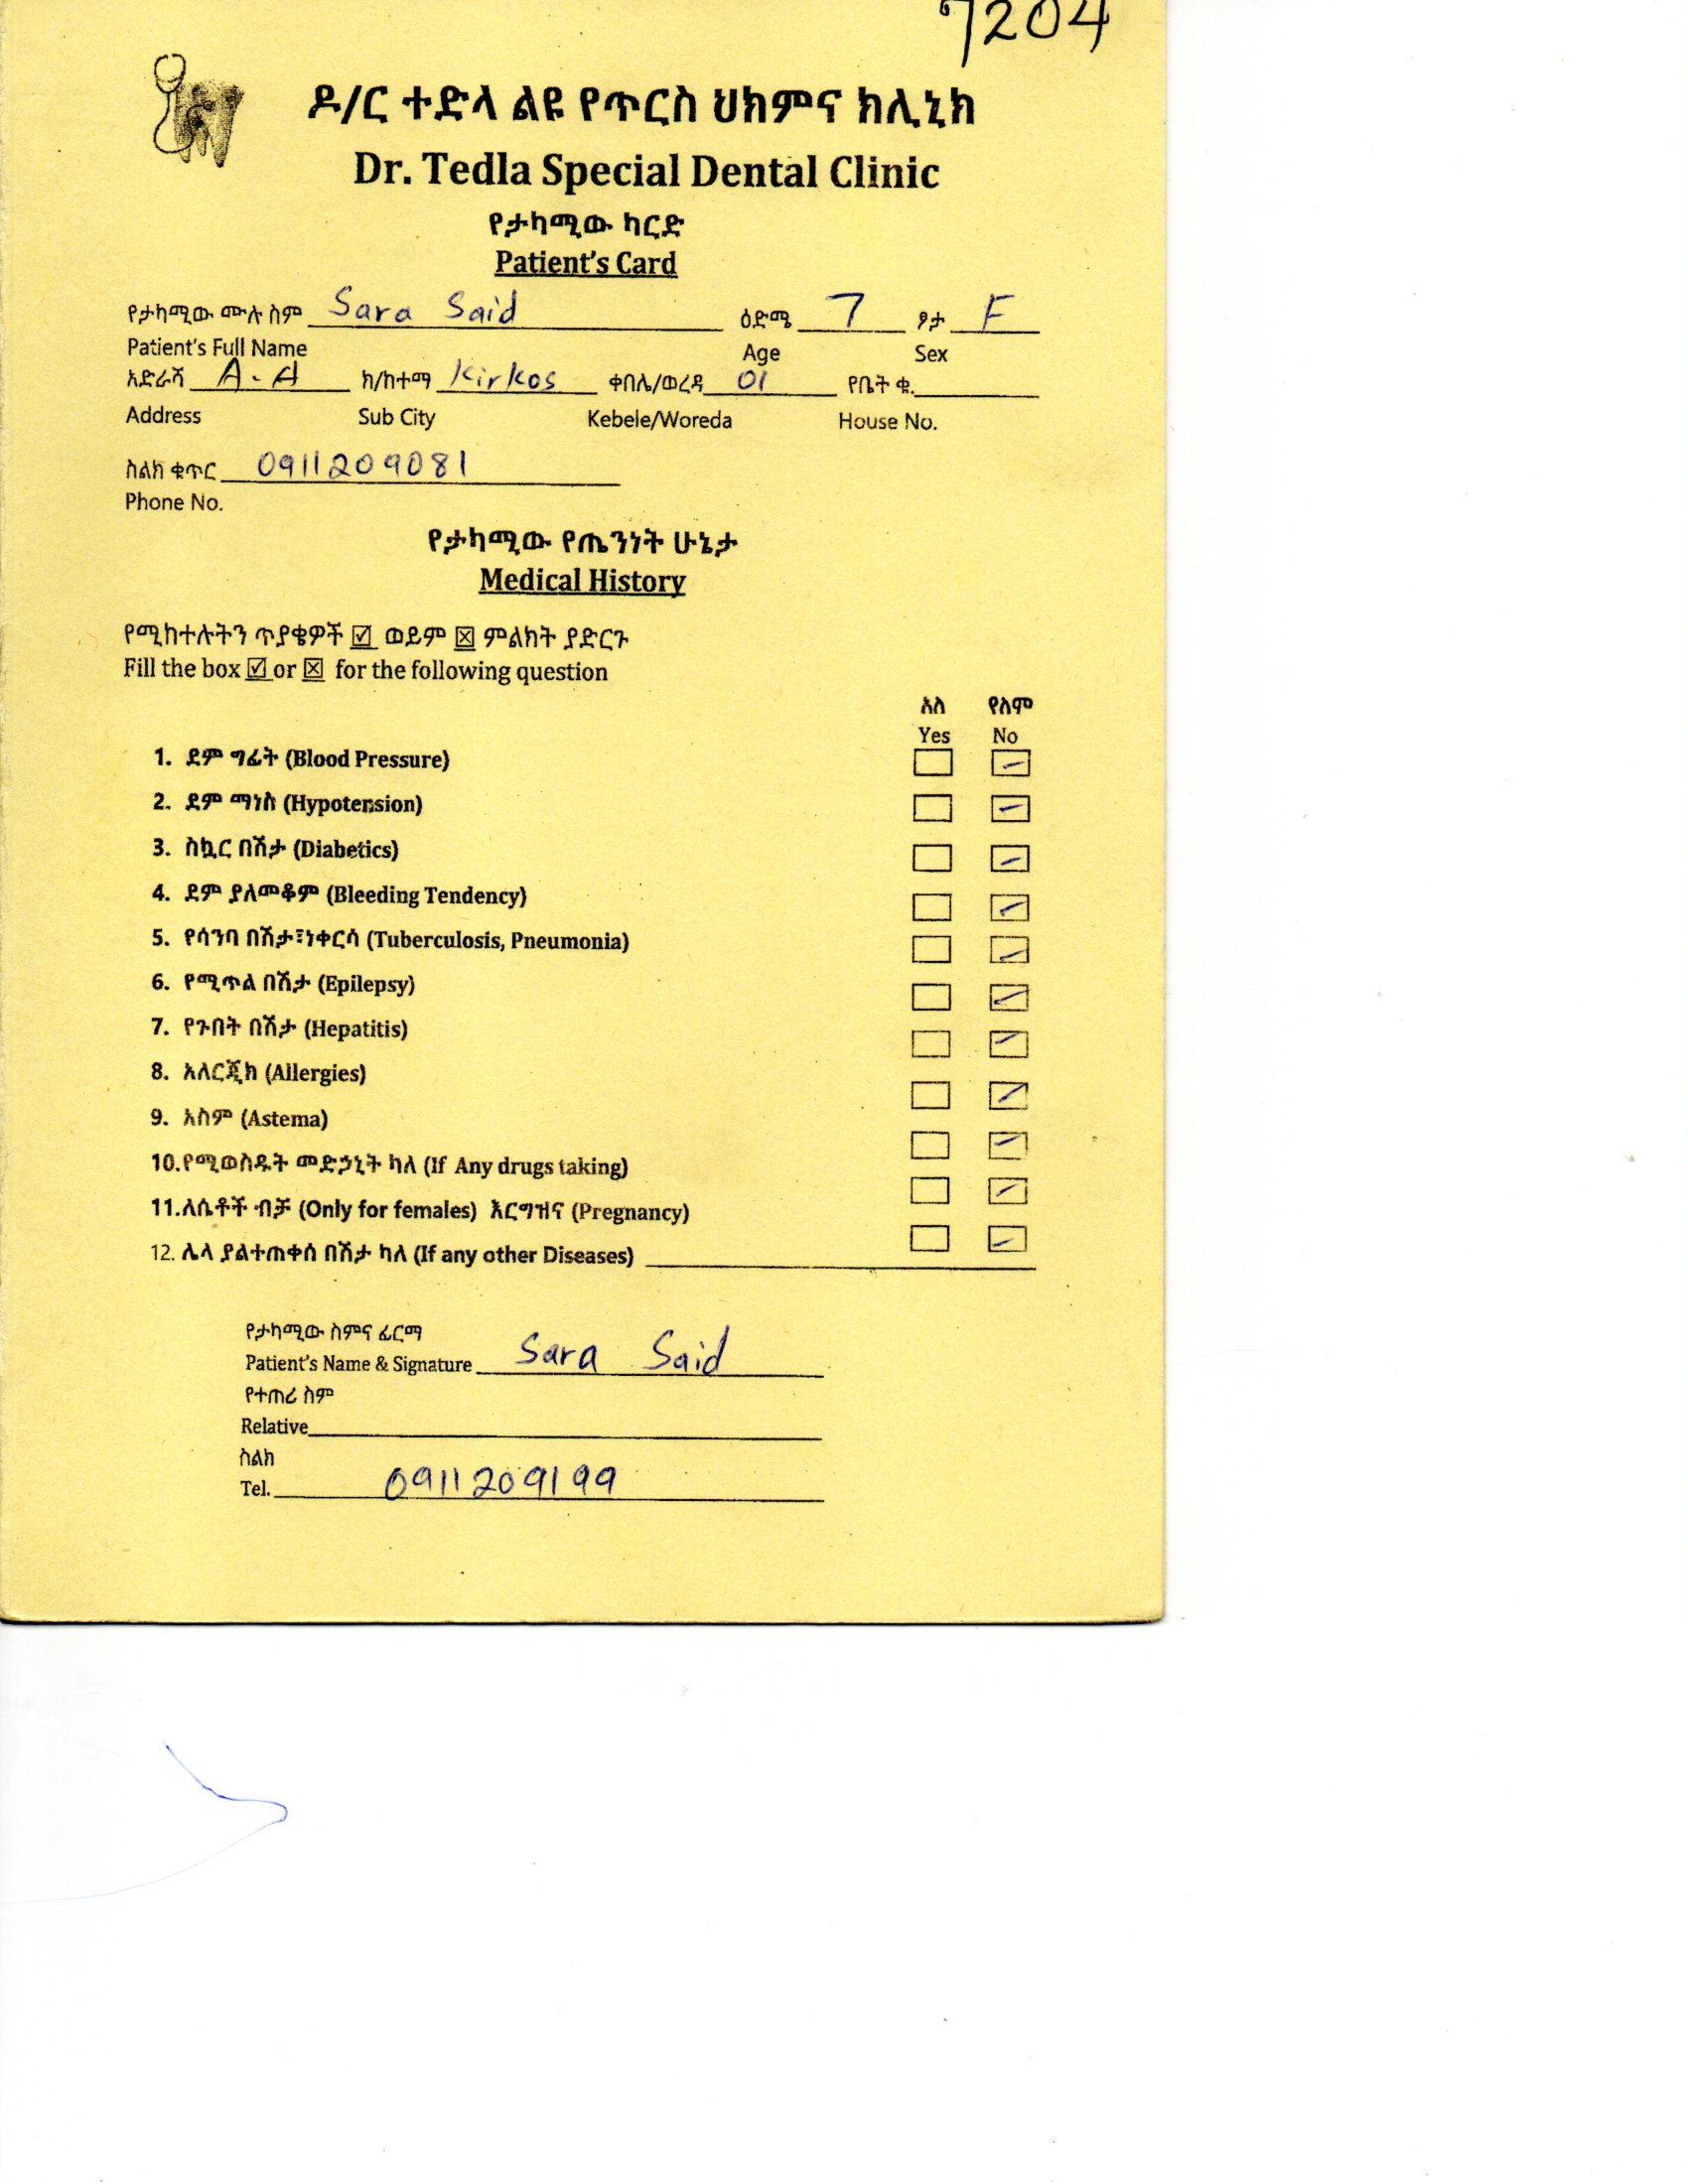 7204
ዶ/ር ተድላ ልዩ የጥርስ ህክምና ክሊኒክ
Dr. Tedla Special Dental Clinic
የታካሚው ካርድ
Patient's Card
የታካሚው ሙሉ ስም Sara Said ዕድሜ 7 ፆታ F
Patient's Full Name Age Sex
አድራሻ A.A ክ/ከተማ Kirkos ቀበሌ/ወረዳ 01 የቤት ቁ.
Address Sub City Kebele/Woreda House No.
ስልክ ቁጥር 0911209081
Phone No.
የታካሚው የጤንነት ሁኔታ
Medical History
የሚከተሉትን ጥያቄዎች ☑ ወይም ☒ ምልክት ያድርጉ
Fill the box ☑ or ☒ for the following question
አለ የለም
Yes No
1. ደም ግፊት (Blood Pressure)
2. ደም ማነስ (Hypotension)
3. ስኳር በሽታ (Diabetics)
4. ደም ያለመቆም (Bleeding Tendency)
5. የሳንባ በሽታ፣ነቀርሳ (Tuberculosis, Pneumonia)
6. የሚጥል በሽታ (Epilepsy)
7. የጉበት በሽታ (Hepatitis)
8. አለርጂክ (Allergies)
9. አስም (Astema)
10.የሚወስዱት መድኃኒት ካለ (If Any drugs taking)
11.ለሴቶች ብቻ (Only for females) እርግዝና (Pregnancy)
12. ሌላ ያልተጠቀሰ በሽታ ካለ (If any other Diseases)
የታካሚው ስምና ፊርማ
Patient's Name & Signature Sara Said
የተጠሪ ስም
Relative
ስልክ
Tel. 0911209199